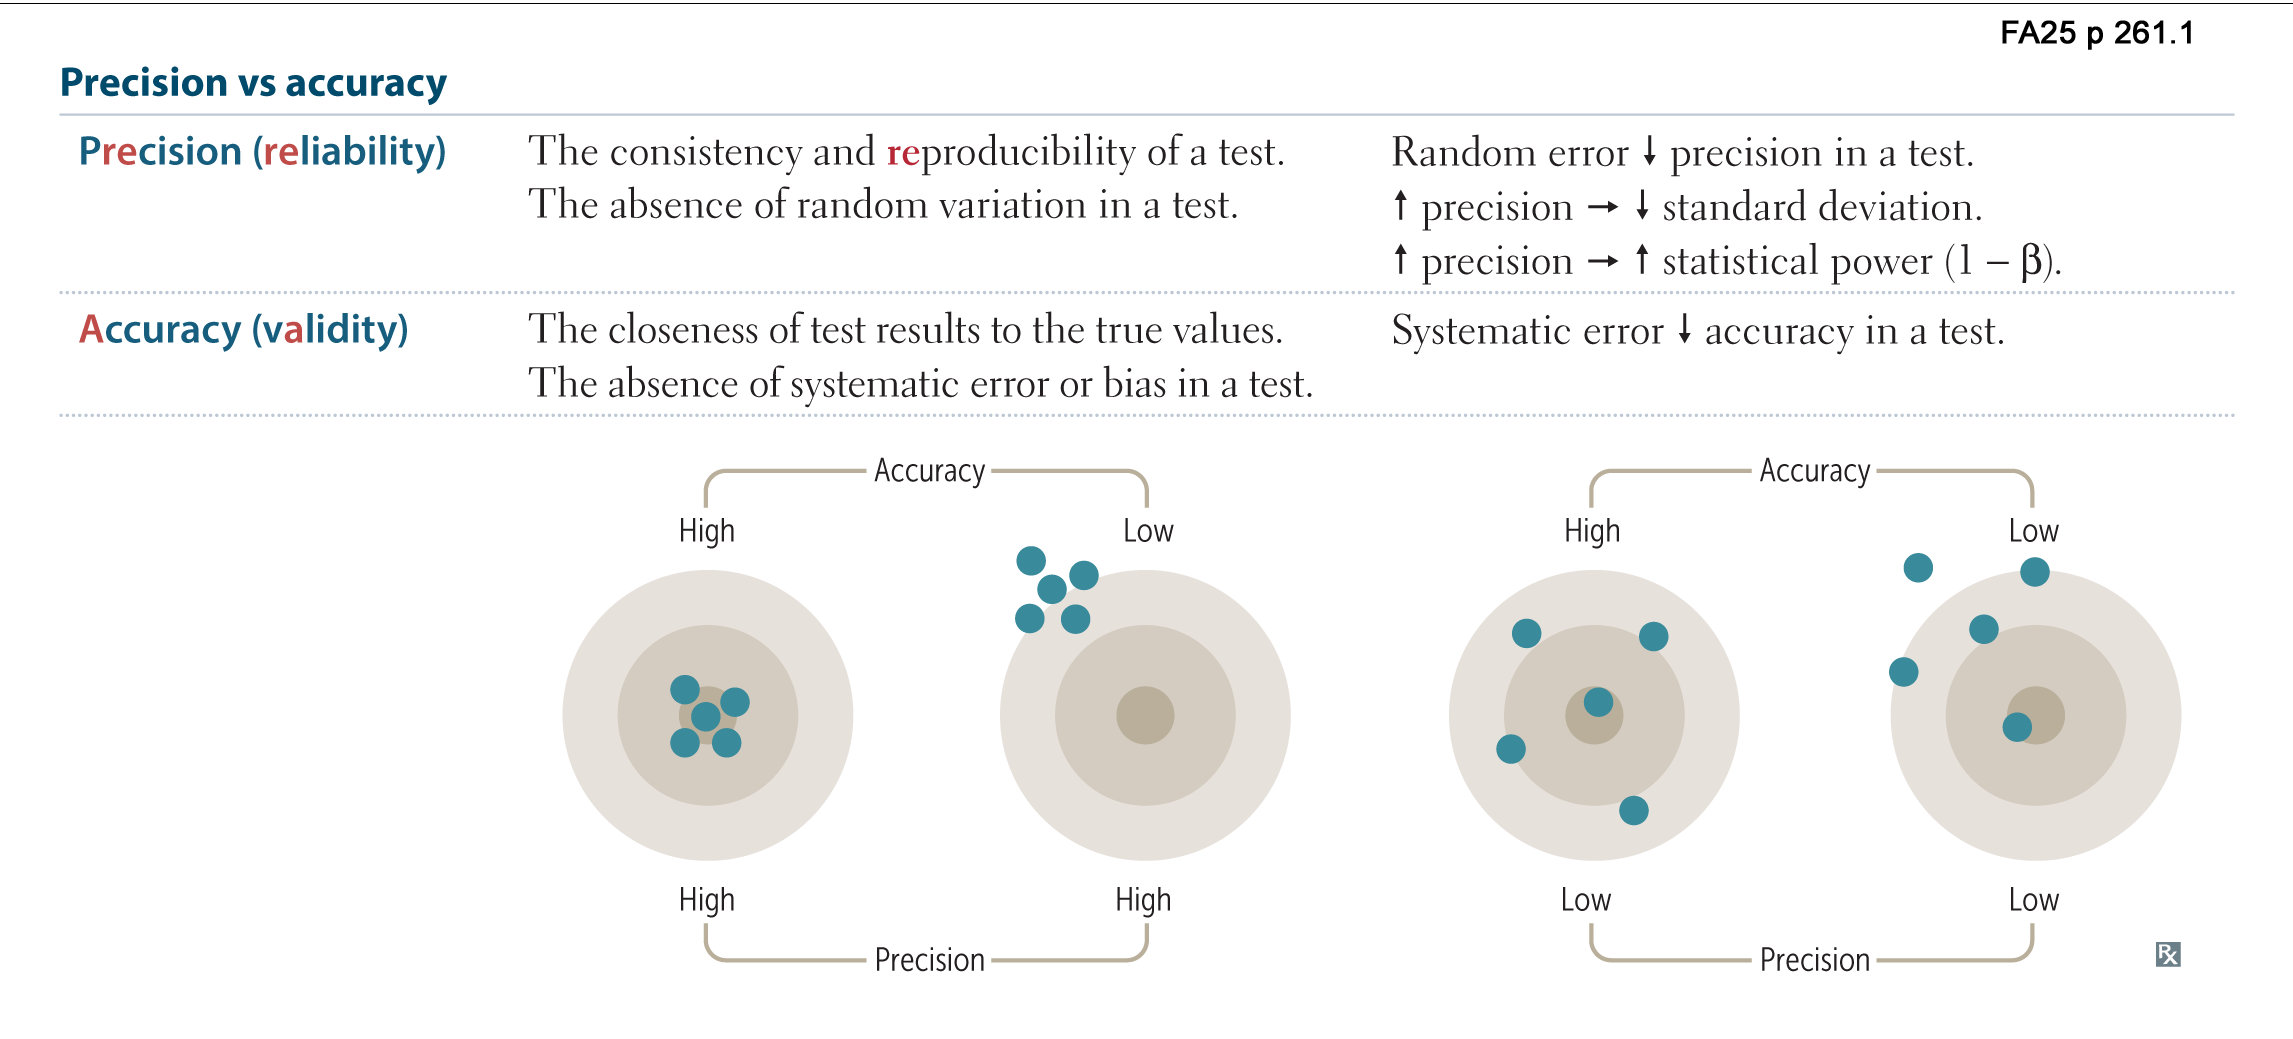 FA25 p 261.1
Precision vs accuracy
Precision (reliability)
The consistency and reproducibility of a test.
The absence of random variation in a test.
Random error ↓ precision in a test.
↑ precision → ↓ standard deviation.
↑ precision → ↑ statistical power (1 – β).
Accuracy (validity)
The closeness of test results to the true values.
The absence of systematic error or bias in a test.
Systematic error ↓ accuracy in a test.
Accuracy
High
Low
High
High
Precision
Accuracy
High
Low
Low
Low
Precision
Rx